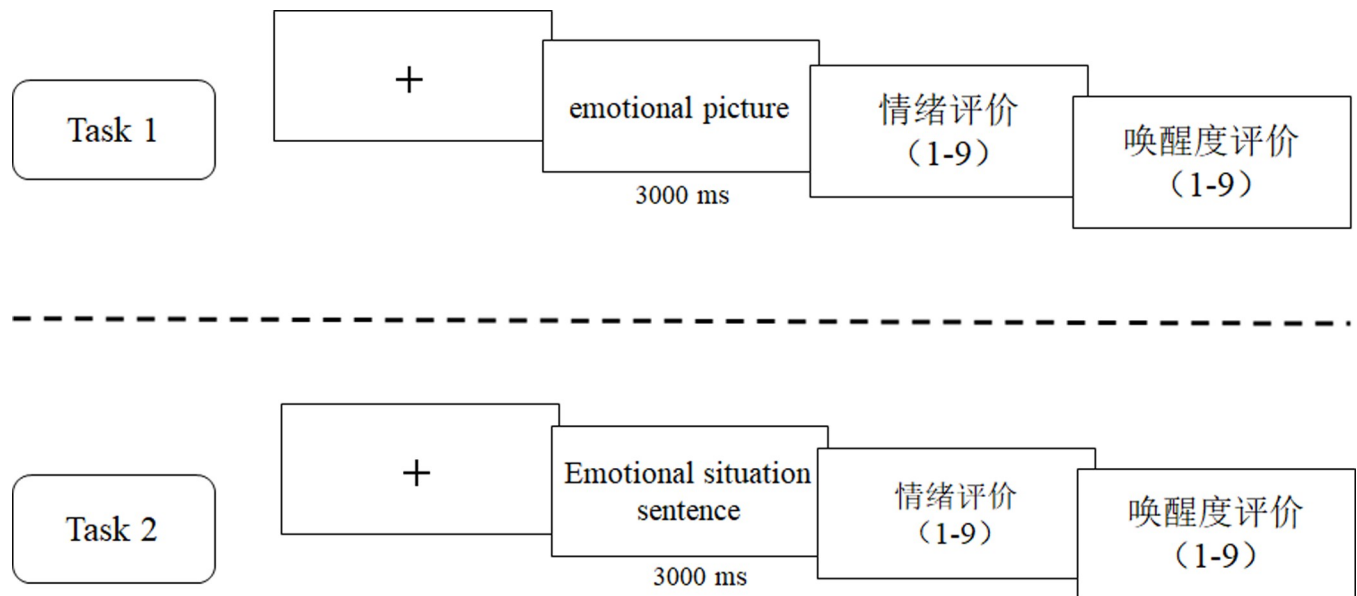 Task 1
+
emotional picture
3000 ms
情绪评价
（1-9）
唤醒度评价
（1-9）
Task 2
+
Emotional situation
sentence
3000 ms
情绪评价
（1-9）
唤醒度评价
（1-9）